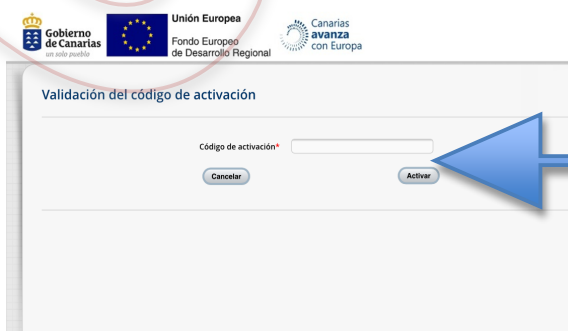 Gobierno
de Canarias
un solo pueblo
Unión Europea
Fondo Europeo
de Desarrollo Regional
Canarias
avanza
con Europa
Validación del código de activación
Código de activación*
Cancelar
Activar